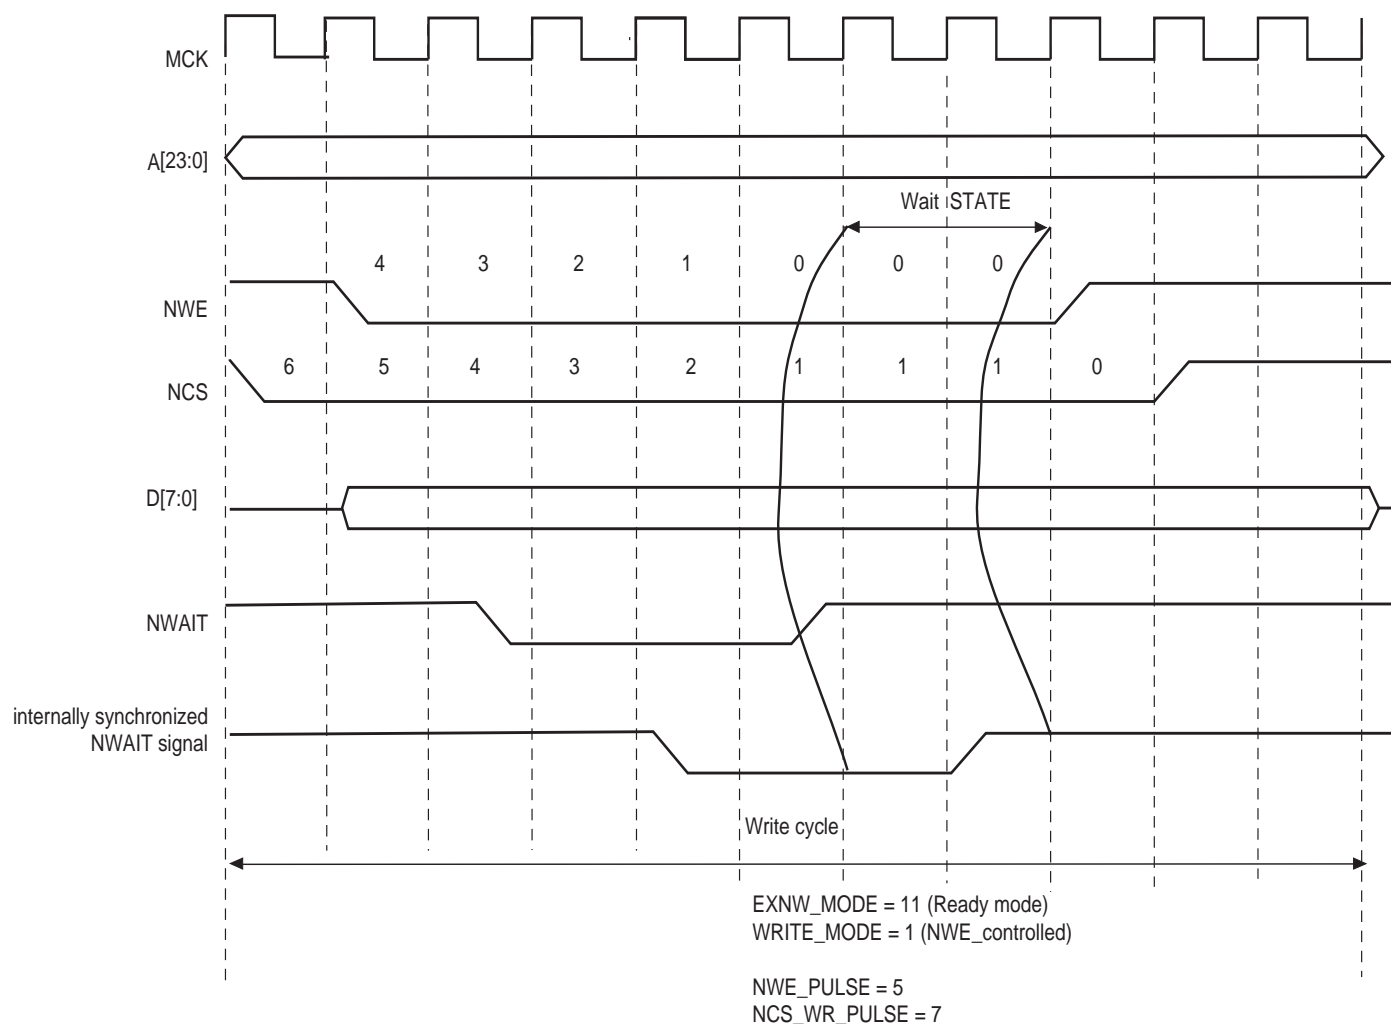 MCK
A[23:0]
Wait STATE
4 3 2 1 0 0 0
NWE
6 5 4 3 2 1 1 1 0
NCS
D[7:0]
NWAIT
internally synchronized
NWAIT signal
Write cycle
EXNW_MODE = 11 (Ready mode)
WRITE_MODE = 1 (NWE_controlled)
NWE_PULSE = 5
NCS_WR_PULSE = 7